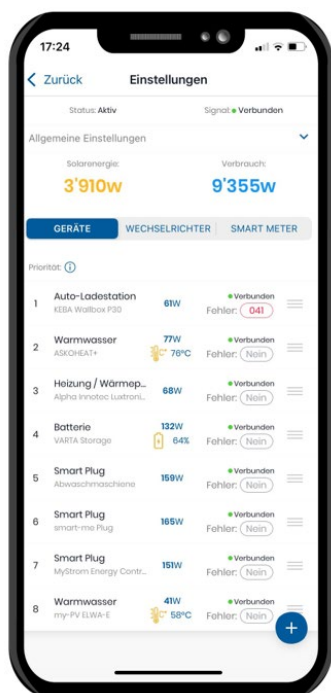 17:24
Zurück Einstellungen
Status: Aktiv Signal: Verbunden
Allgemeine Einstellungen
Solarenergie: Verbrauch:
3'910w 9'355w
GERÄTE WECHSELRICHTER SMART METER
Priorität:
Auto-Ladestation Verbunden
1 61W
KEBA Wallbox P30 Fehler: 041
Warmwasser 77W Verbunden
2
ASKOHEAT+ 76°C Fehler: Nein
Heizung / Wärmep... Verbunden
3 68W
Alpha Innotec Luxtroni... Fehler: Nein
Batterie 132W Verbunden
4
VARTA Storage 64% Fehler: Nein
Smart Plug Verbunden
5 159W
Abwaschmaschiene Fehler: Nein
Smart Plug Verbunden
6 165W
smart-me Plug Fehler: Nein
Smart Plug Verbunden
7 151W
MyStrom Energy Contr... Fehler: Nein
Warmwasser 41W Verbunden
8
my-PV ELWA-E 58°C Fehler: Nein
+